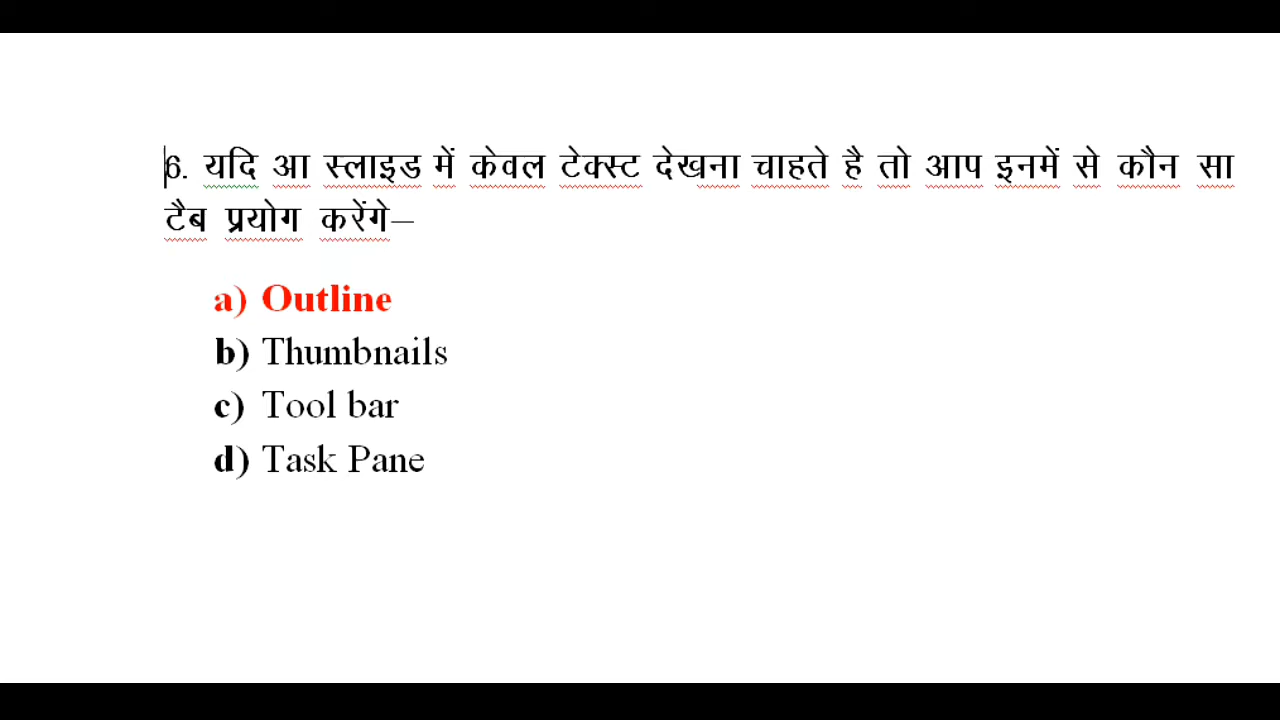 6. यदि आ स्लाइड में केवल टेक्स्ट देखना चाहते है तो आप इनमें से कौन सा
टैब प्रयोग करेंगे–
a) Outline
b) Thumbnails
c) Tool bar
d) Task Pane